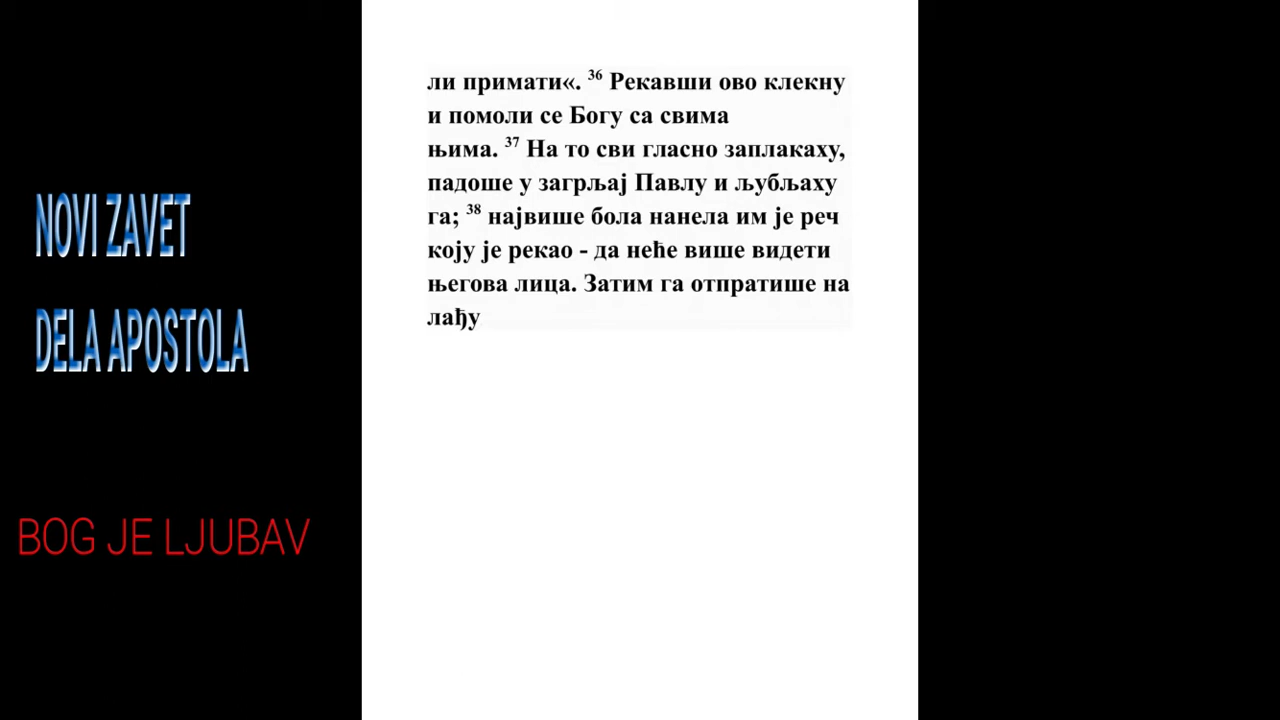 NOVI ZAVET
DELA APOSTOLA
BOG JE LJUBAV
ли примати«. 36 Рекавши ово клекну
и помоли се Богу са свима
њима. 37 На то сви гласно заплакаху,
падоше у загрљај Павлу и љубљаху
га; 38 највише бола нанела им је реч
коју је рекао - да неће више видети
његова лица. Затим га отпратише на
лађу